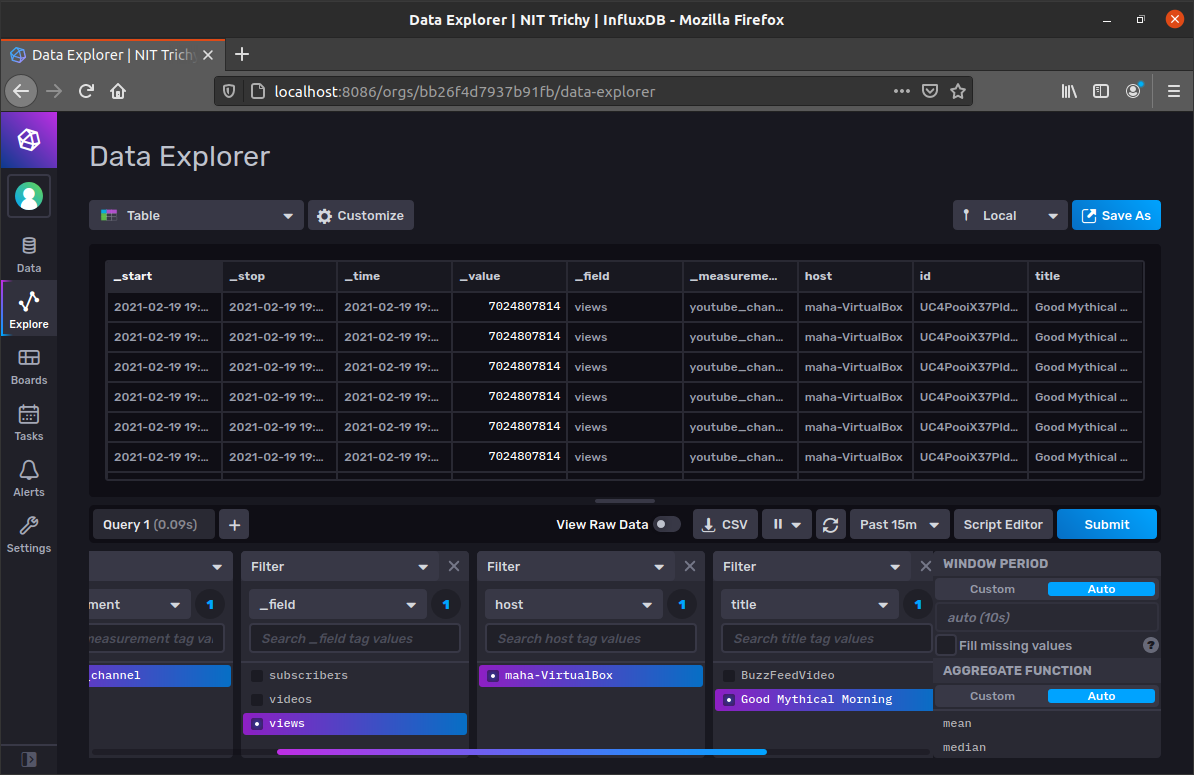 Data Explorer | NIT Trichy | InfluxDB - Mozilla Firefox
Data Explorer | NIT Trichy
localhost:8086/orgs/bb26f4d7937b91fb/data-explorer
Data Explorer
Table Customize Local Save As
Data
Explore
Boards
Tasks
Alerts
Settings
_start _stop _time _value _field _measureme... host id title
2021-02-19 19:... 2021-02-19 19:... 2021-02-19 19:... 7024807814 views youtube_chan... maha-VirtualBox UC4PooiX37Pld... Good Mythical ...
2021-02-19 19:... 2021-02-19 19:... 2021-02-19 19:... 7024807814 views youtube_chan... maha-VirtualBox UC4PooiX37Pld... Good Mythical ...
2021-02-19 19:... 2021-02-19 19:... 2021-02-19 19:... 7024807814 views youtube_chan... maha-VirtualBox UC4PooiX37Pld... Good Mythical ...
2021-02-19 19:... 2021-02-19 19:... 2021-02-19 19:... 7024807814 views youtube_chan... maha-VirtualBox UC4PooiX37Pld... Good Mythical ...
2021-02-19 19:... 2021-02-19 19:... 2021-02-19 19:... 7024807814 views youtube_chan... maha-VirtualBox UC4PooiX37Pld... Good Mythical ...
2021-02-19 19:... 2021-02-19 19:... 2021-02-19 19:... 7024807814 views youtube_chan... maha-VirtualBox UC4PooiX37Pld... Good Mythical ...
Query 1 (0.09s) + View Raw Data CSV Past 15m Script Editor Submit
ment 1
measurement tag va
_channel
Filter
_field 1
Search _field tag values
subscribers
videos
views
Filter
host 1
Search host tag values
maha-VirtualBox
Filter
title 1
Search title tag values
BuzzFeedVideo
Good Mythical Morning
WINDOW PERIOD
Custom Auto
auto (10s)
Fill missing values ?
AGGREGATE FUNCTION
Custom Auto
mean
median